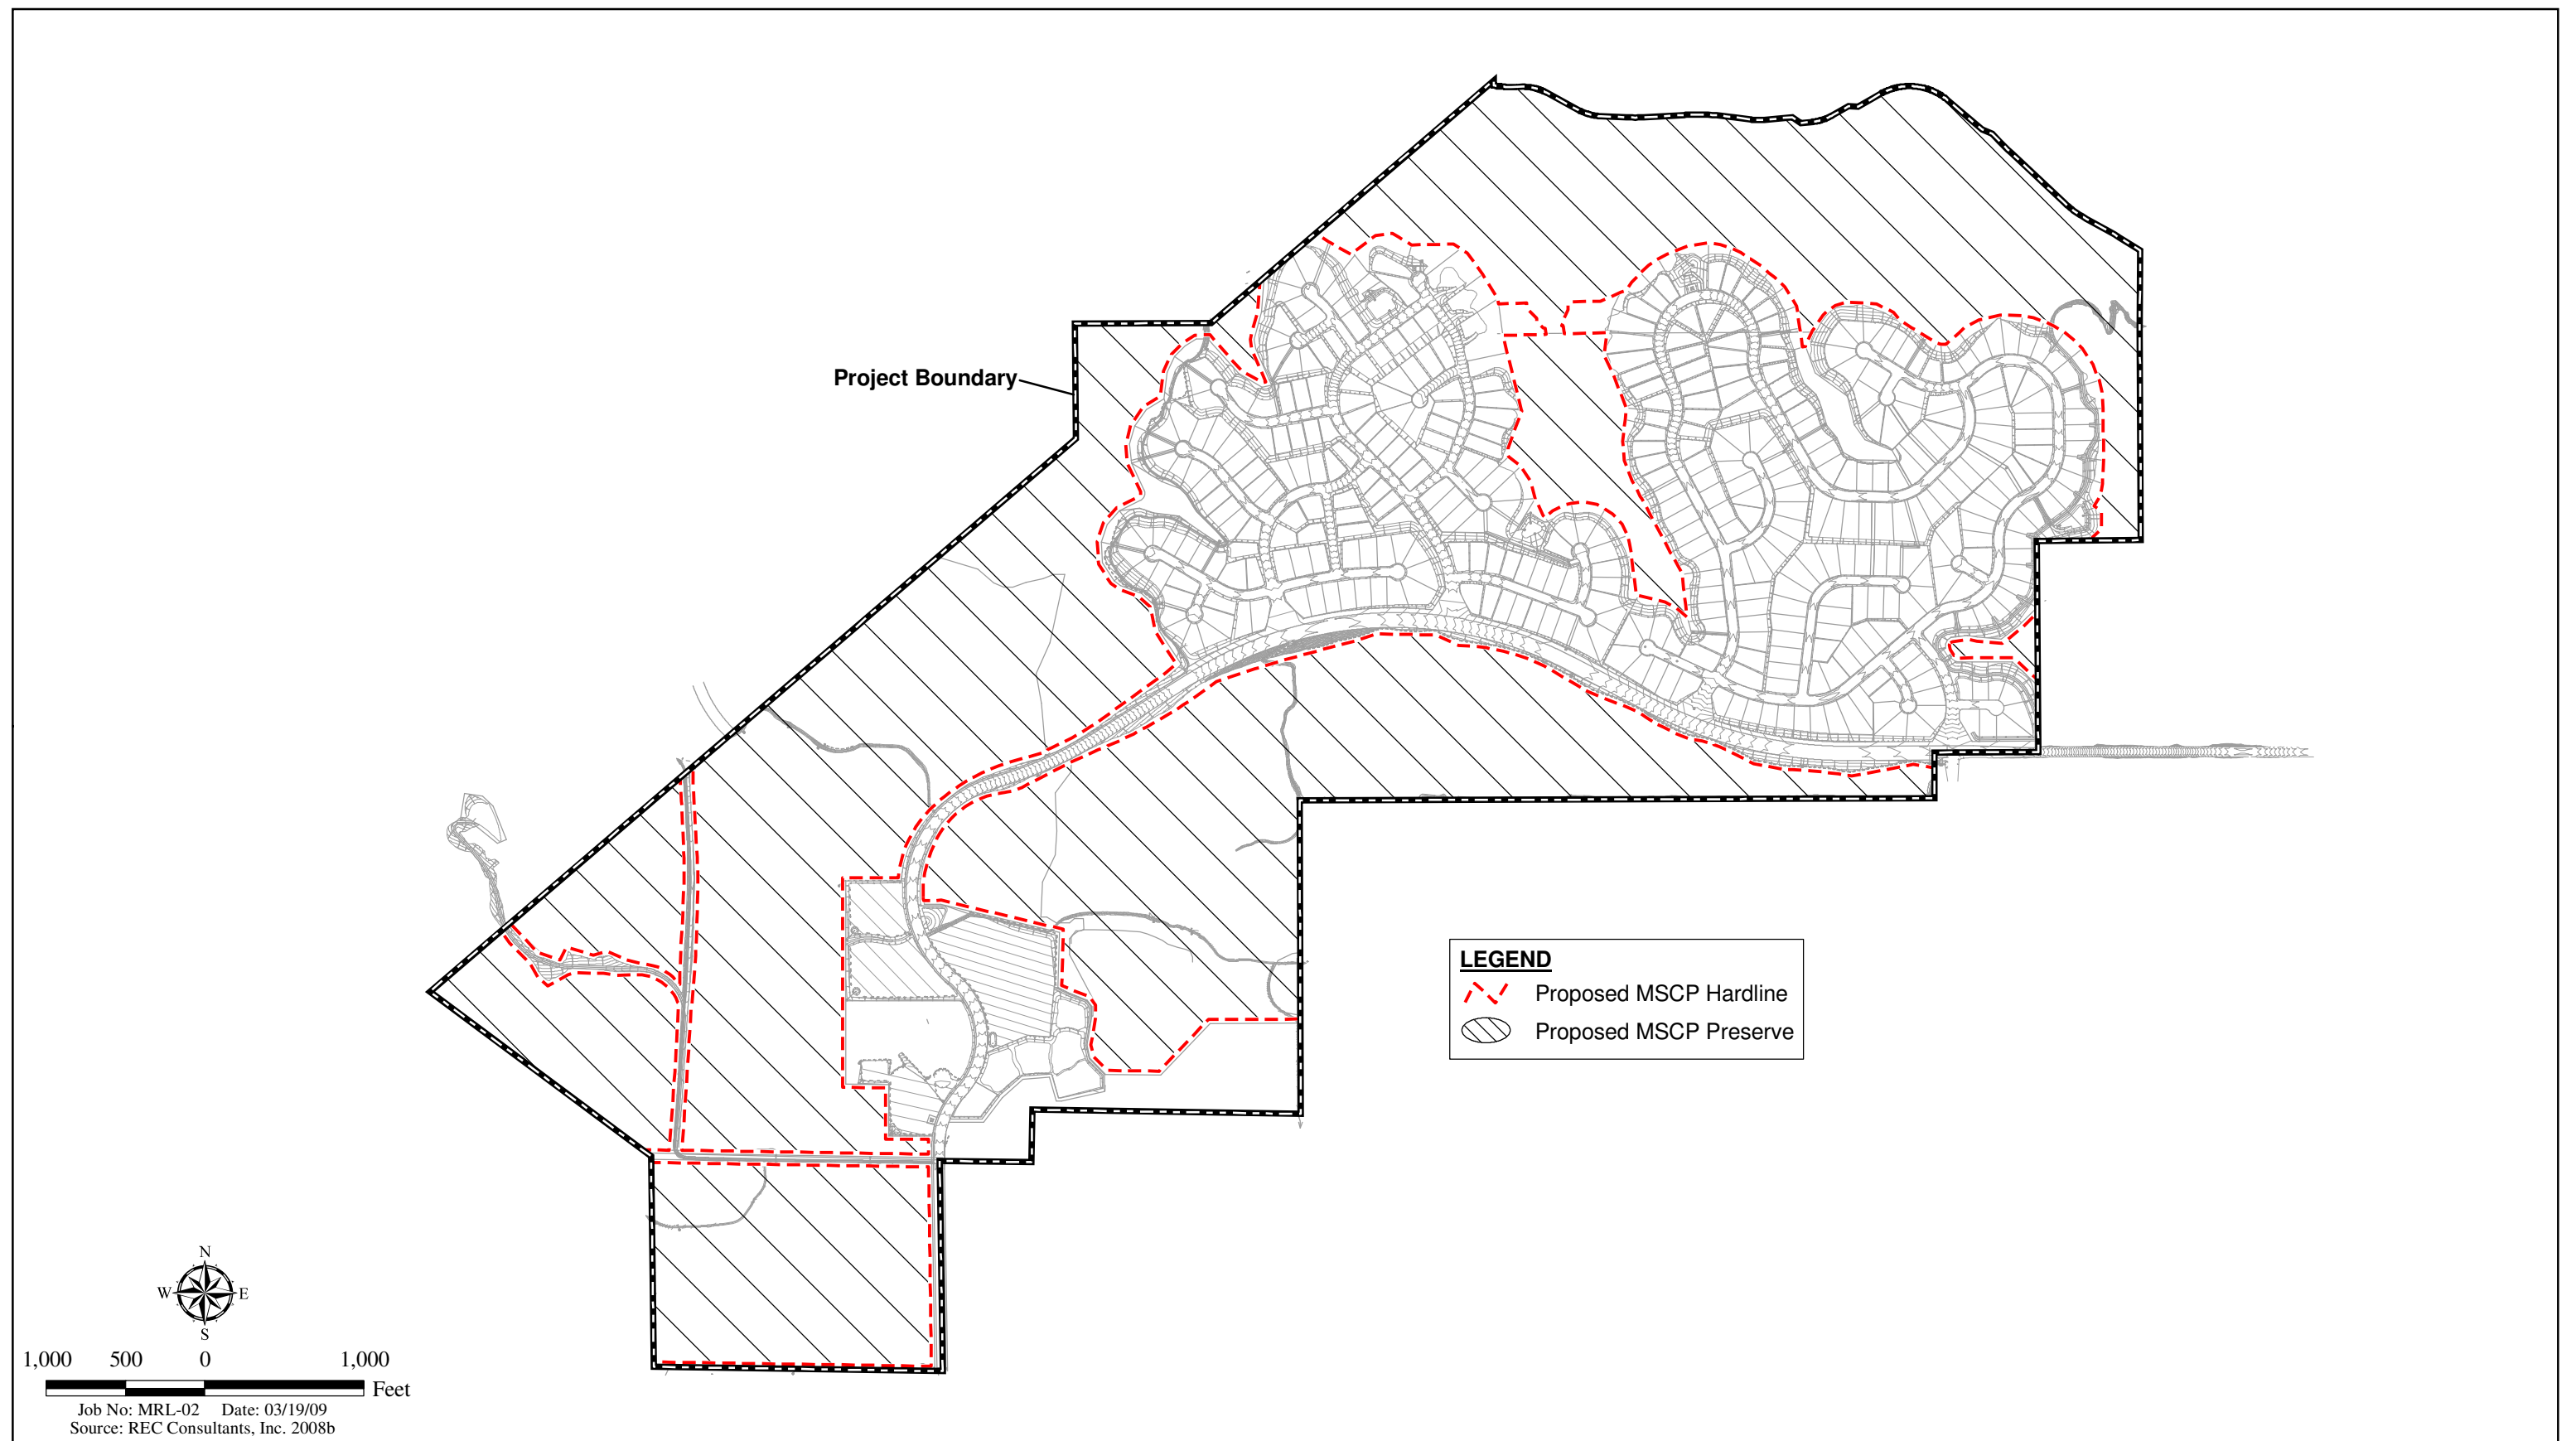 Project Boundary
LEGEND
Proposed MSCP Hardline
Proposed MSCP Preserve
N
W E
S
1,000 500 0 1,000
Feet
Job No: MRL-02 Date: 03/19/09
Source: REC Consultants, Inc. 2008b